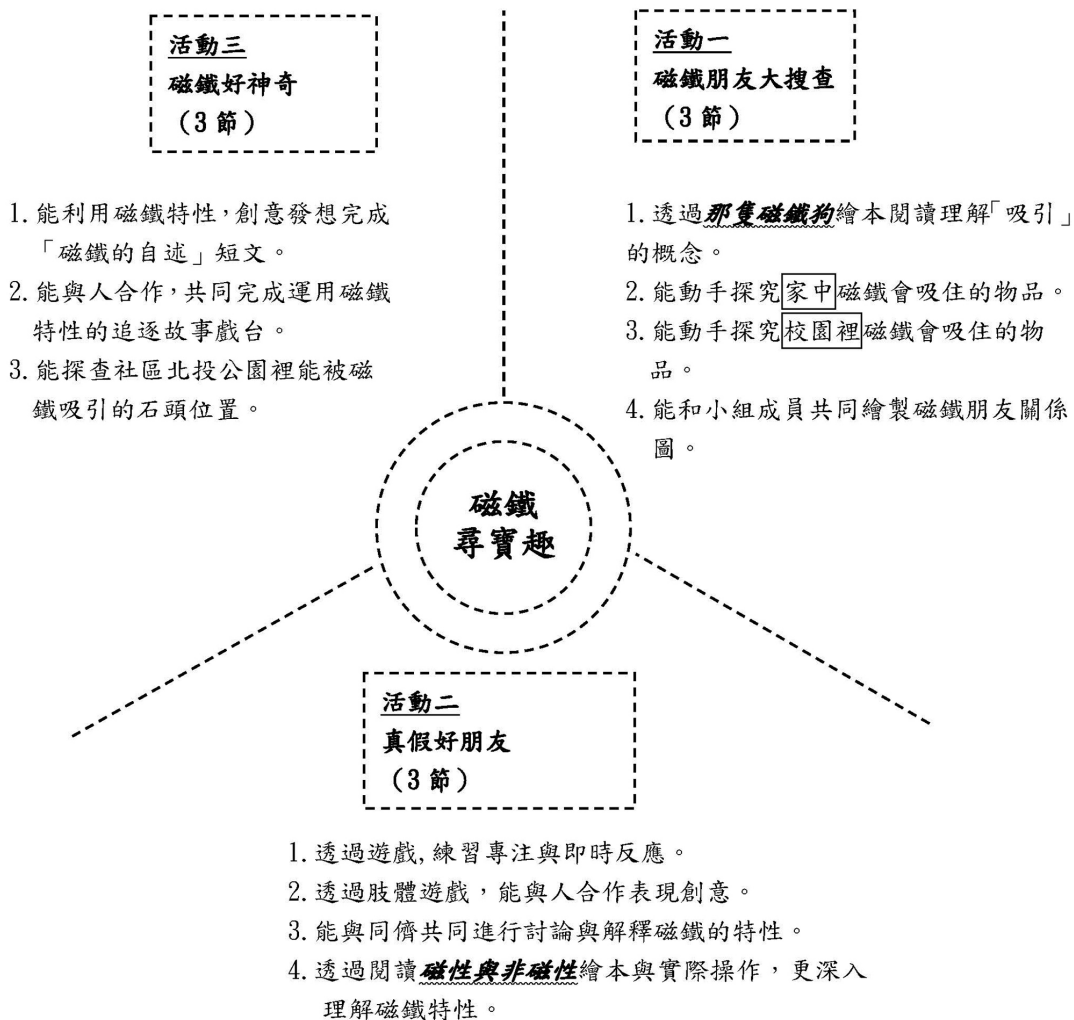 活動三
磁鐵好神奇
(3 節)
1. 能利用磁鐵特性，創意發想完成
「磁鐵的自述」短文。
2. 能與人合作，共同完成運用磁鐵
特性的追逐故事戲台。
3. 能探查社區北投公園裡能被磁
鐵吸引的石頭位置。
活動一
磁鐵朋友大搜查
(3 節)
1. 透過那隻磁鐵狗繪本閱讀理解「吸引」
的概念。
2. 能動手探究家中磁鐵會吸住的物品。
3. 能動手探究校園裡磁鐵會吸住的物
品。
4. 能和小組成員共同繪製磁鐵朋友關係
圖。
磁鐵
尋寶趣
活動二
真假好朋友
(3 節)
1. 透過遊戲, 練習專注與即時反應。
2. 透過肢體遊戲，能與人合作表現創意。
3. 能與同儕共同進行討論與解釋磁鐵的特性。
4. 透過閱讀磁性與非磁性繪本與實際操作，更深入
理解磁鐵特性。